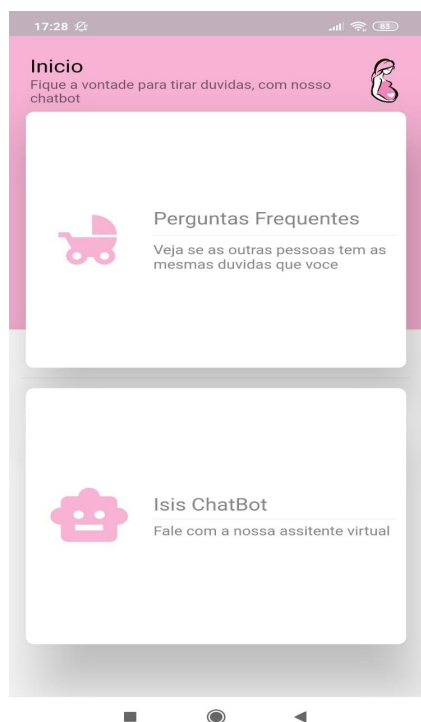 17:28
83
Inicio
Fique a vontade para tirar duvidas, com nosso
chatbot
Perguntas Frequentes
Veja se as outras pessoas tem as
mesmas duvidas que voce
Isis ChatBot
Fale com a nossa assitente virtual